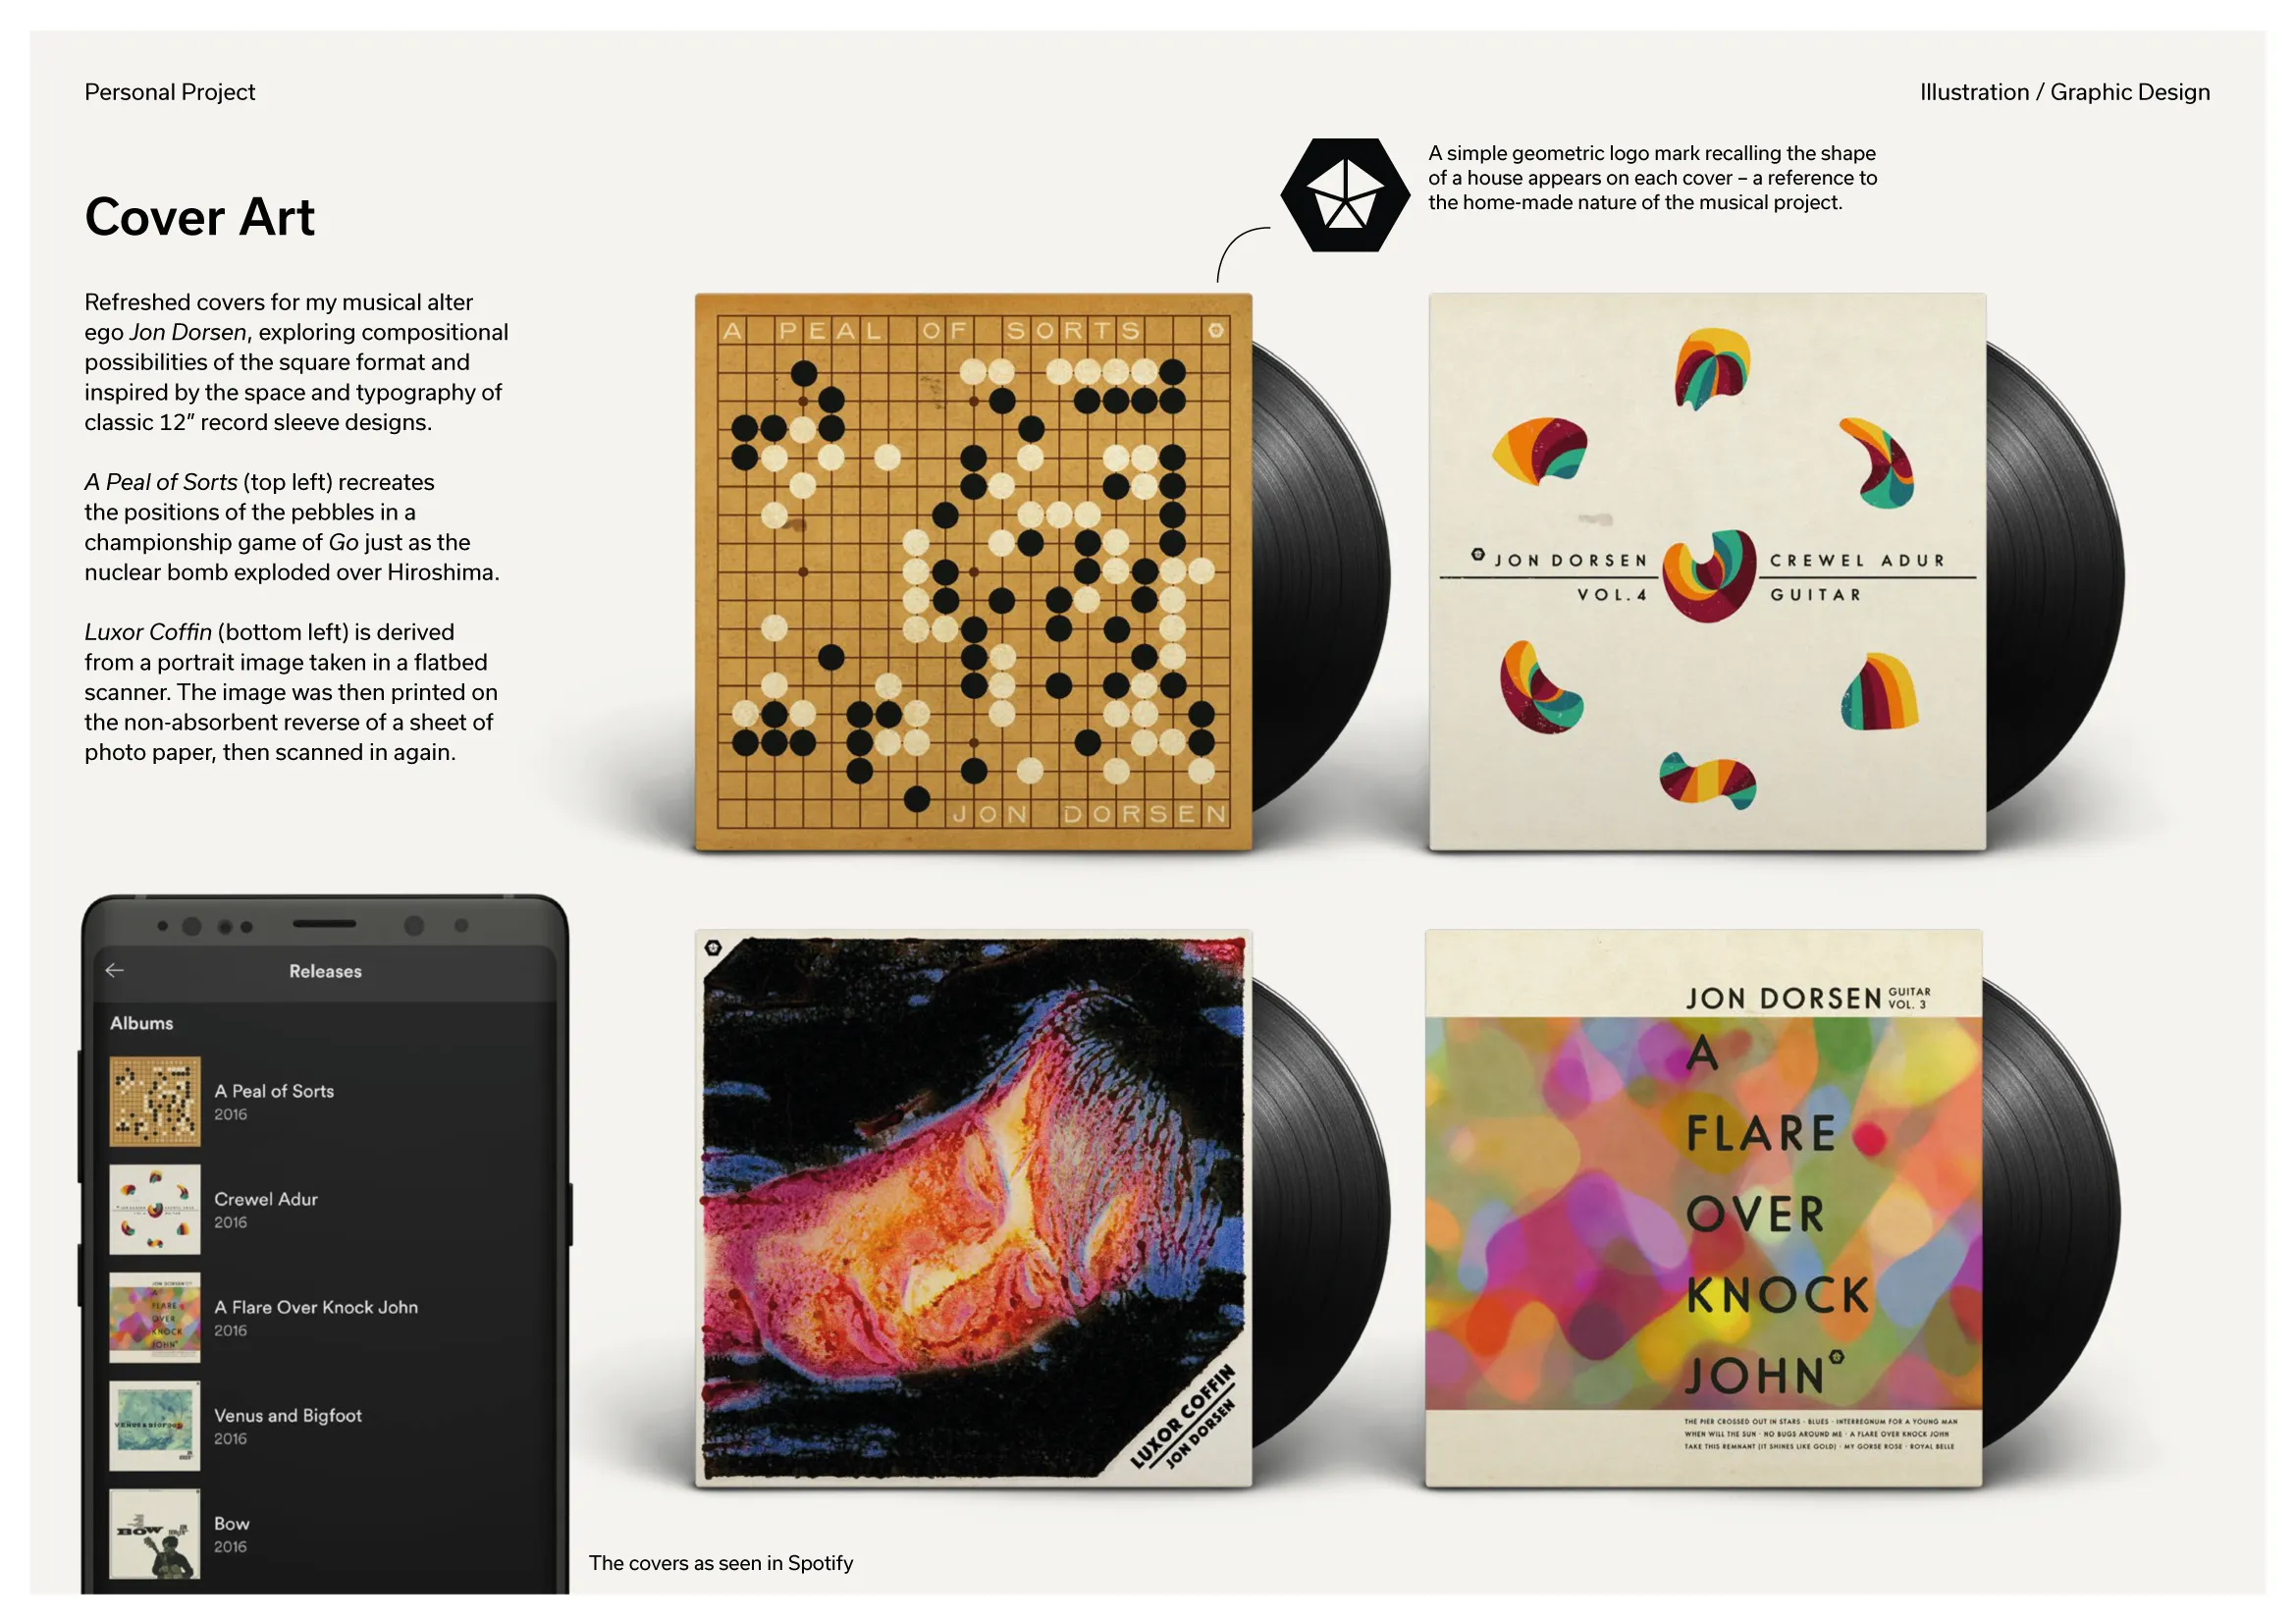 Personal Project
Illustration / Graphic Design
Cover Art
A simple geometric logo mark recalling the shape
of a house appears on each cover – a reference to
the home-made nature of the musical project.
Refreshed covers for my musical alter
ego Jon Dorsen, exploring compositional
possibilities of the square format and
inspired by the space and typography of
classic 12″ record sleeve designs.
A Peal of Sorts (top left) recreates
the positions of the pebbles in a
championship game of Go just as the
nuclear bomb exploded over Hiroshima.
Luxor Coffin (bottom left) is derived
from a portrait image taken in a flatbed
scanner. The image was then printed on
the non-absorbent reverse of a sheet of
photo paper, then scanned in again.
A PEAL OF SORTS
JON DORSEN
JON DORSEN CREWEL ADUR
VOL.4 GUITAR
Releases
Albums
A Peal of Sorts
2016
Crewel Adur
2016
A Flare Over Knock John
2016
Venus and Bigfoot
2016
BOW
Bow
2016
LUXOR COFFIN
JON DORSEN
JON DORSEN GUITAR
VOL. 3
A
FLARE
OVER
KNOCK
JOHN
THE PIER CROSSED OUT IN STARS · BLUES · INTERREGNUM FOR A YOUNG MAN
WHEN WILL THE SUN · NO BUGS AROUND ME · A FLARE OVER KNOCK JOHN
TAKE THIS REMNANT (IT SHINES LIKE GOLD) · MY GORSE ROSE · ROYAL BELLE
The covers as seen in Spotify